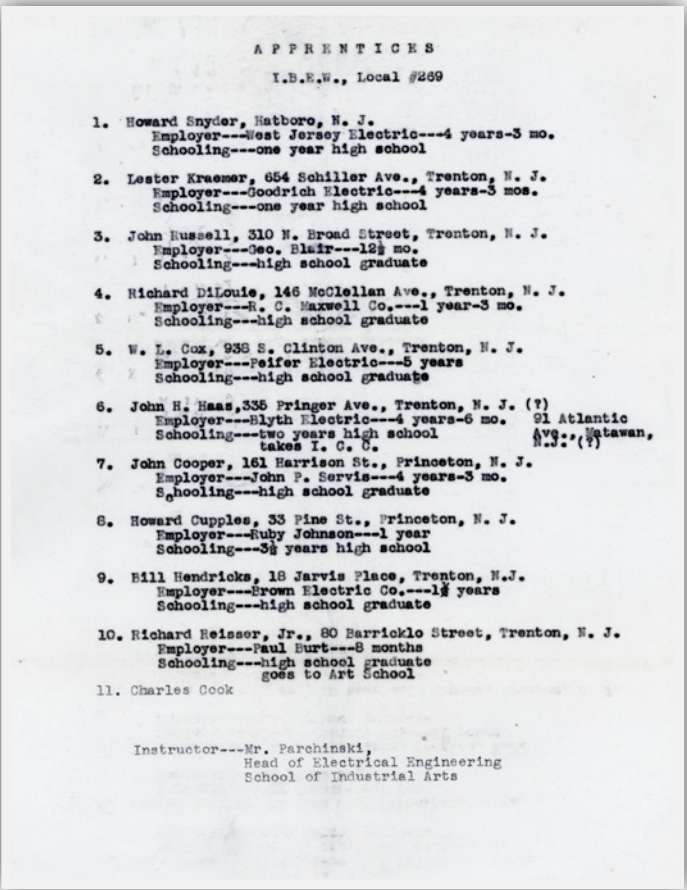 A P P R E N T I C E S
I.B.E.W., Local #269
1. Howard Snyder, Hatboro, N. J.
Employer---West Jersey Electric---4 years-3 mo.
Schooling---one year high school
2. Lester Kraemer, 654 Schiller Ave., Trenton, N. J.
Employer---Goodrich Electric---4 years-3 mos.
Schooling---one year high school
3. John Russell, 310 N. Broad Street, Trenton, N. J.
Employer---Geo. Blair---12½ mo.
Schooling---high school graduate
4. Richard DiLouie, 146 McClellan Ave., Trenton, N. J.
Employer---R. C. Maxwell Co.---1 year-3 mo.
Schooling---high school graduate
5. W. L. Cox, 938 S. Clinton Ave., Trenton, N. J.
Employer---Peifer Electric---5 years
Schooling---high school graduate
6. John H. Haas,335 Pringer Ave., Trenton, N. J. (?)
Employer---Blyth Electric---4 years-6 mo. 91 Atlantic
Schooling---two years high school Ave., Matawan,
takes I. C. C. N.J. (?)
7. John Cooper, 161 Harrison St., Princeton, N. J.
Employer---John P. Servis---4 years-3 mo.
Schooling---high school graduate
8. Howard Cupples, 33 Pine St., Princeton, N. J.
Employer---Ruby Johnson---1 year
Schooling---3½ years high school
9. Bill Hendricks, 18 Jarvis Place, Trenton, N.J.
Employer---Brown Electric Co.---1½ years
Schooling---high school graduate
10. Richard Reisser, Jr., 80 Barricklo Street, Trenton, N. J.
Employer---Paul Burt---8 months
Schooling---high school graduate
goes to Art School
11. Charles Cook
Instructor---Mr. Parchinski,
Head of Electrical Engineering
School of Industrial Arts